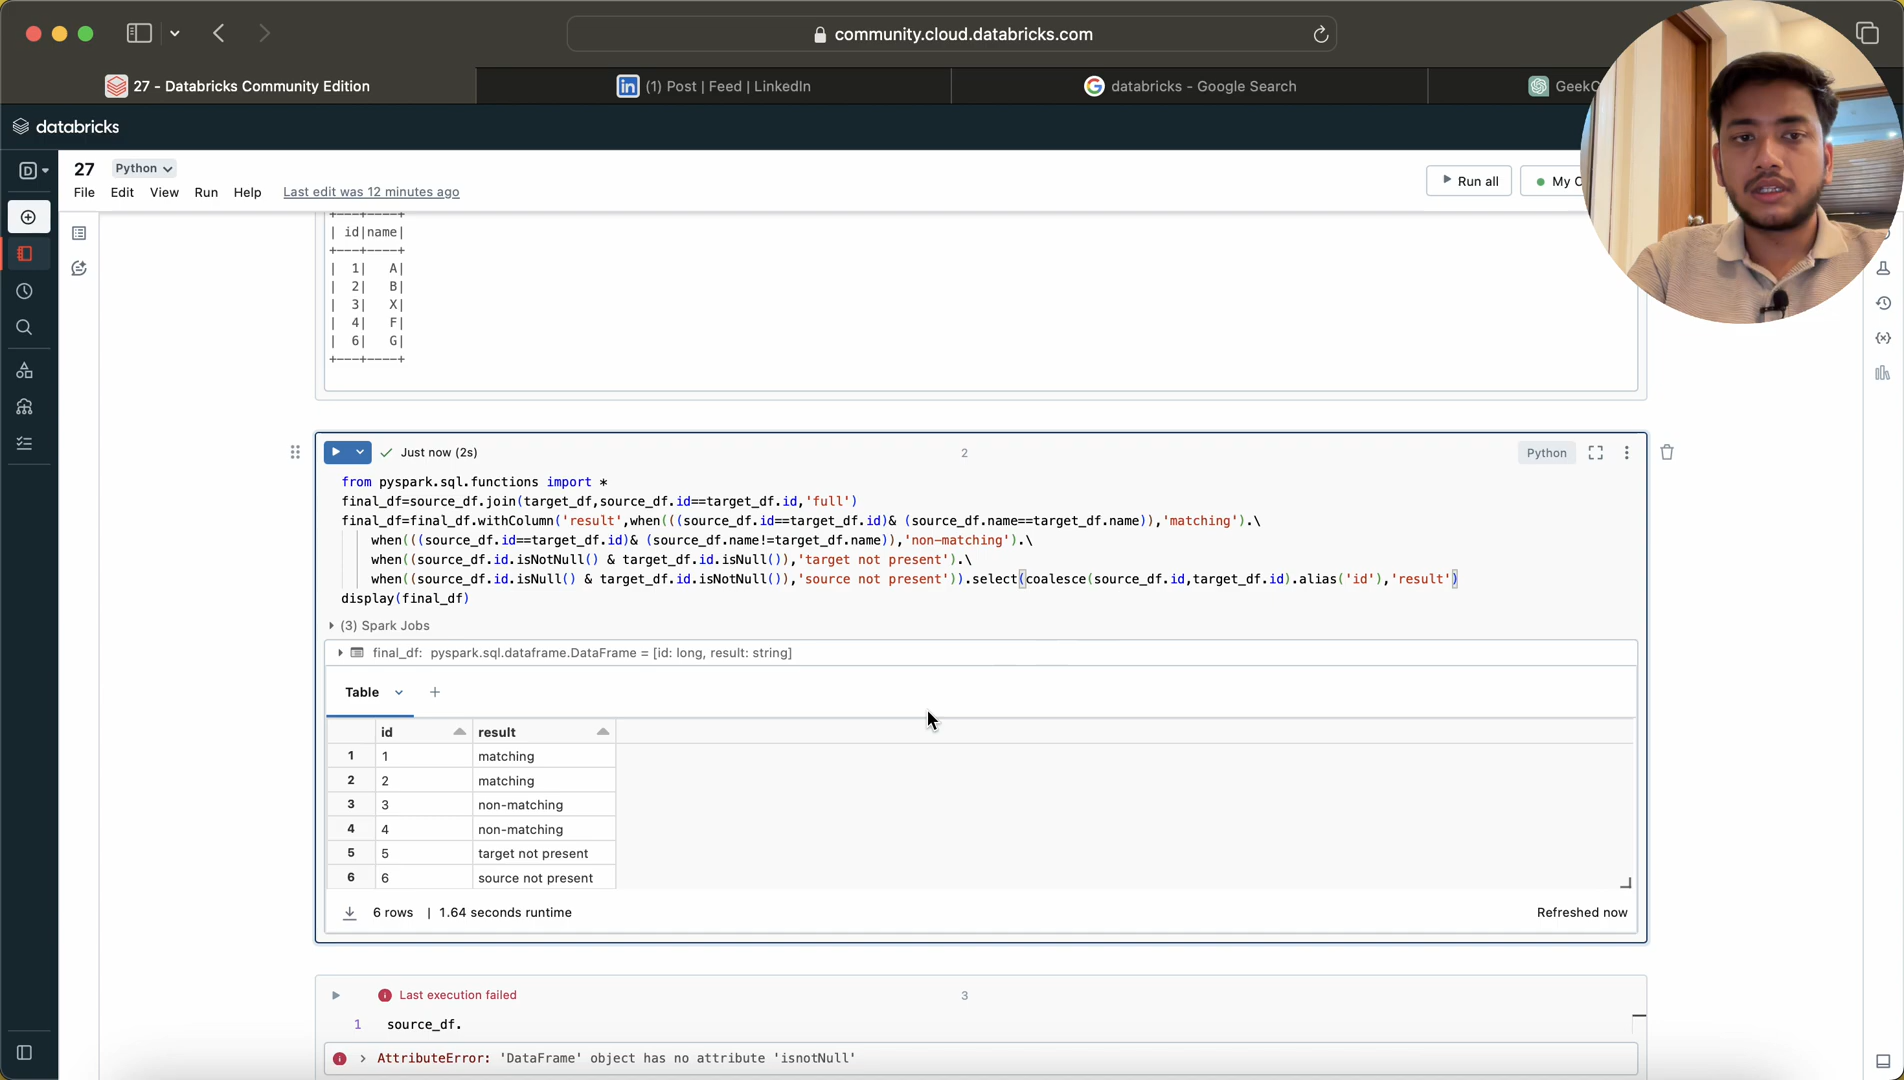 community.cloud.databricks.com
27 - Databricks Community Edition
(1) Post | Feed | LinkedIn
databricks - Google Search
databricks
D
27
Python
File Edit View Run Help Last edit was 12 minutes ago
Run all
My
+---+----+
| id|name|
+---+----+
| 1| A|
| 2| B|
| 3| X|
| 4| F|
| 6| G|
+---+----+
Just now (2s)
2
Python
from pyspark.sql.functions import *
final_df=source_df.join(target_df,source_df.id==target_df.id,'full')
final_df=final_df.withColumn('result',when(((source_df.id==target_df.id)& (source_df.name==target_df.name)),'matching').\
when(((source_df.id==target_df.id)& (source_df.name!=target_df.name)),'non-matching').\
when((source_df.id.isNotNull() & target_df.id.isNull()),'target not present').\
when((source_df.id.isNull() & target_df.id.isNotNull()),'source not present')).select(coalesce(source_df.id,target_df.id).alias('id'),'result')
display(final_df)
(3) Spark Jobs
final_df: pyspark.sql.dataframe.DataFrame = [id: long, result: string]
Table
id result
1 1 matching
2 2 matching
3 3 non-matching
4 4 non-matching
5 5 target not present
6 6 source not present
6 rows | 1.64 seconds runtime
Refreshed now
Last execution failed
3
1 source_df.
AttributeError: 'DataFrame' object has no attribute 'isnotNull'